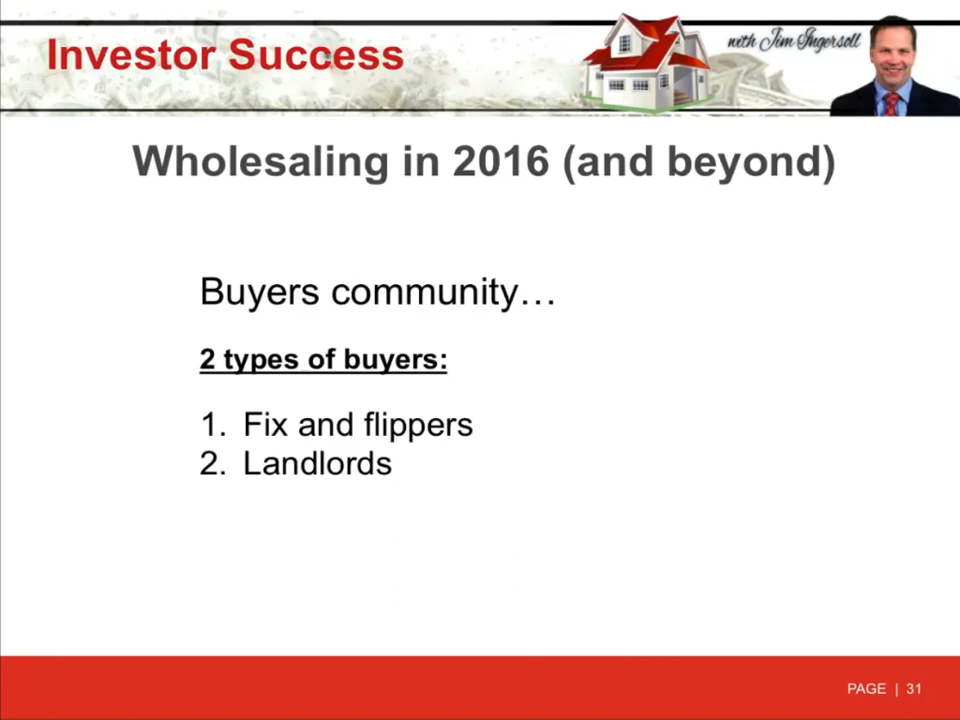 Investor Success
with Jim Ingersoll
Wholesaling in 2016 (and beyond)
Buyers community…
2 types of buyers:
1. Fix and flippers
2. Landlords
PAGE | 31